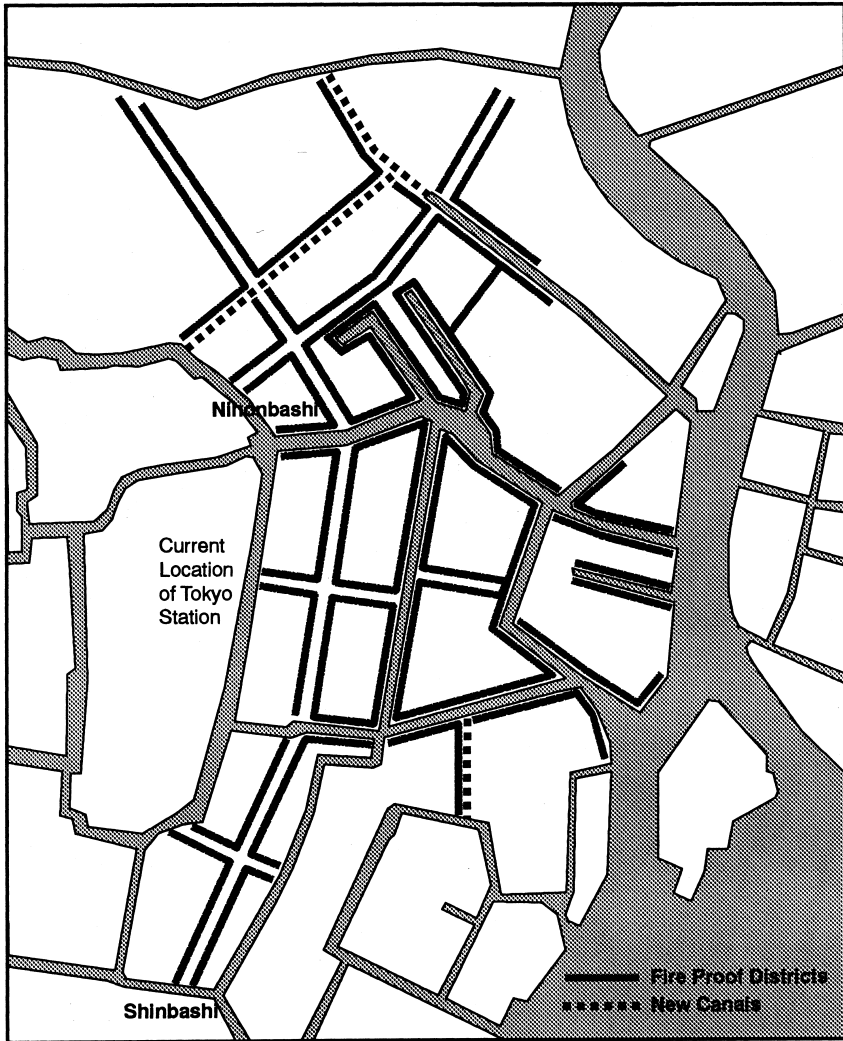 Nihonbashi
Current
Location
of Tokyo
Station
Fire Proof Districts
New Canals
Shinbashi